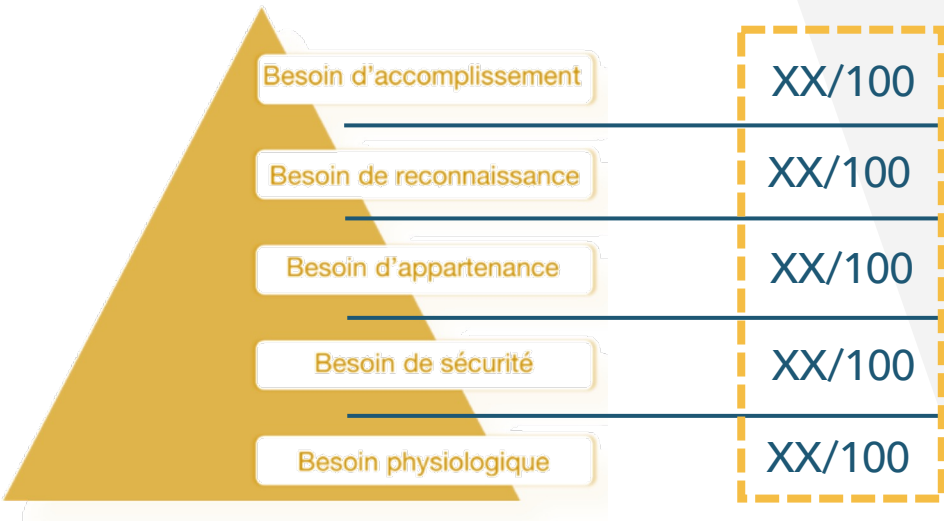 Besoin d'accomplissement XX/100
Besoin de reconnaissance XX/100
Besoin d'appartenance XX/100
Besoin de sécurité XX/100
Besoin physiologique XX/100